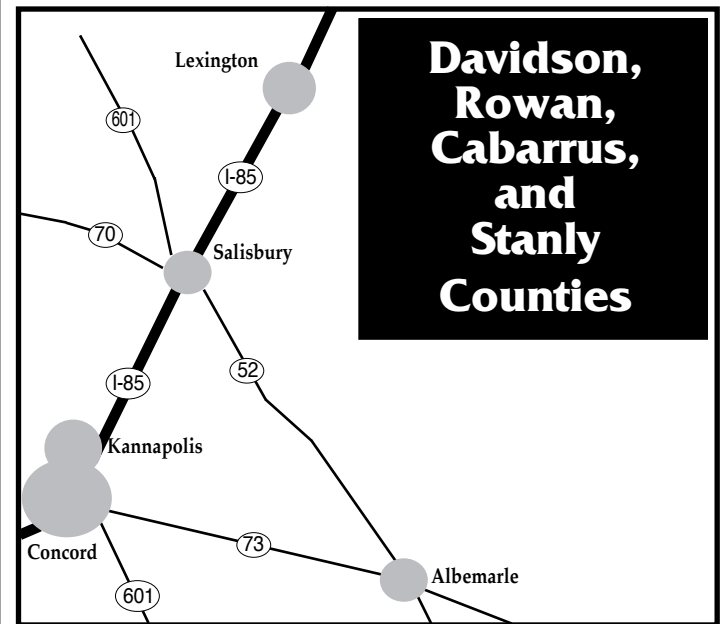 Davidson,
Rowan,
Cabarrus,
and
Stanly
Counties
Lexington
601
I-85
70
Salisbury
52
I-85
Kannapolis
73
Concord
Albemarle
601